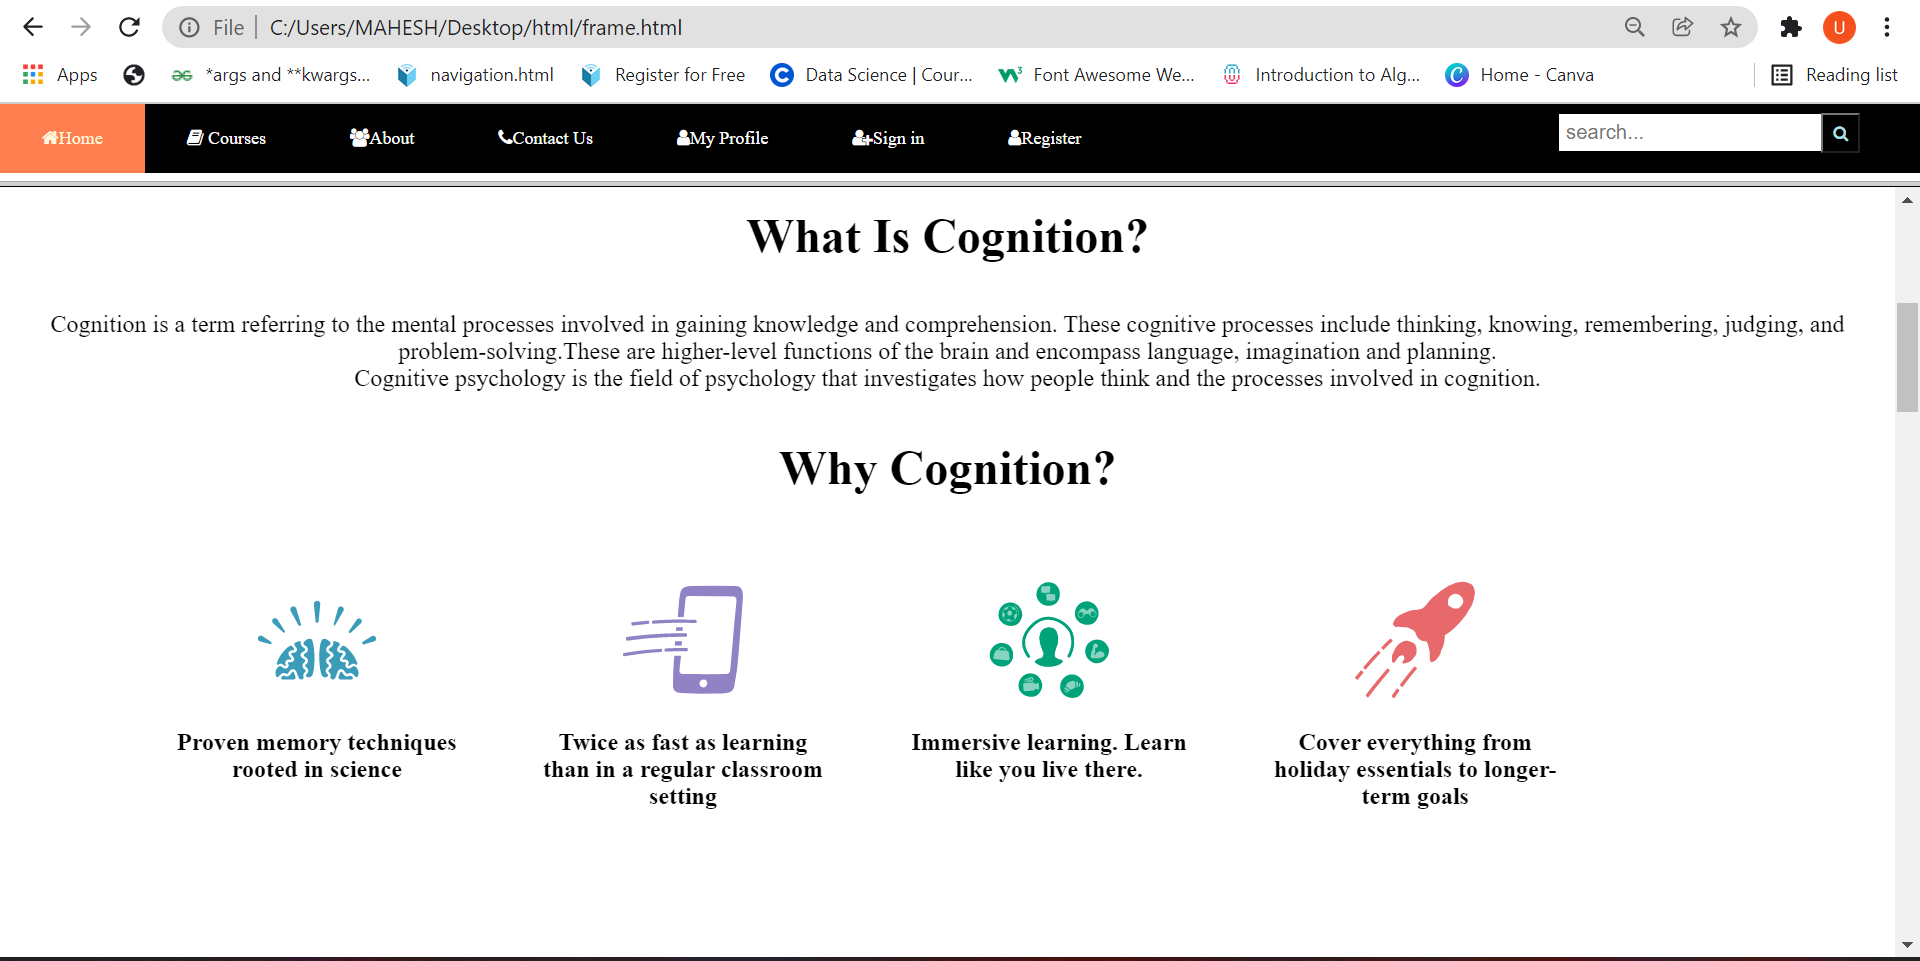 File | C:/Users/MAHESH/Desktop/html/frame.html U
Apps *args and **kwargs... navigation.html Register for Free Data Science | Cour... Font Awesome We... Introduction to Alg... Home - Canva Reading list
Home Courses About Contact Us My Profile Sign in Register search...
What Is Cognition?
Cognition is a term referring to the mental processes involved in gaining knowledge and comprehension. These cognitive processes include thinking, knowing, remembering, judging, and
problem-solving.These are higher-level functions of the brain and encompass language, imagination and planning.
Cognitive psychology is the field of psychology that investigates how people think and the processes involved in cognition.
Why Cognition?
Proven memory techniques
rooted in science
Twice as fast as learning
than in a regular classroom
setting
Immersive learning. Learn
like you live there.
Cover everything from
holiday essentials to longer-
term goals